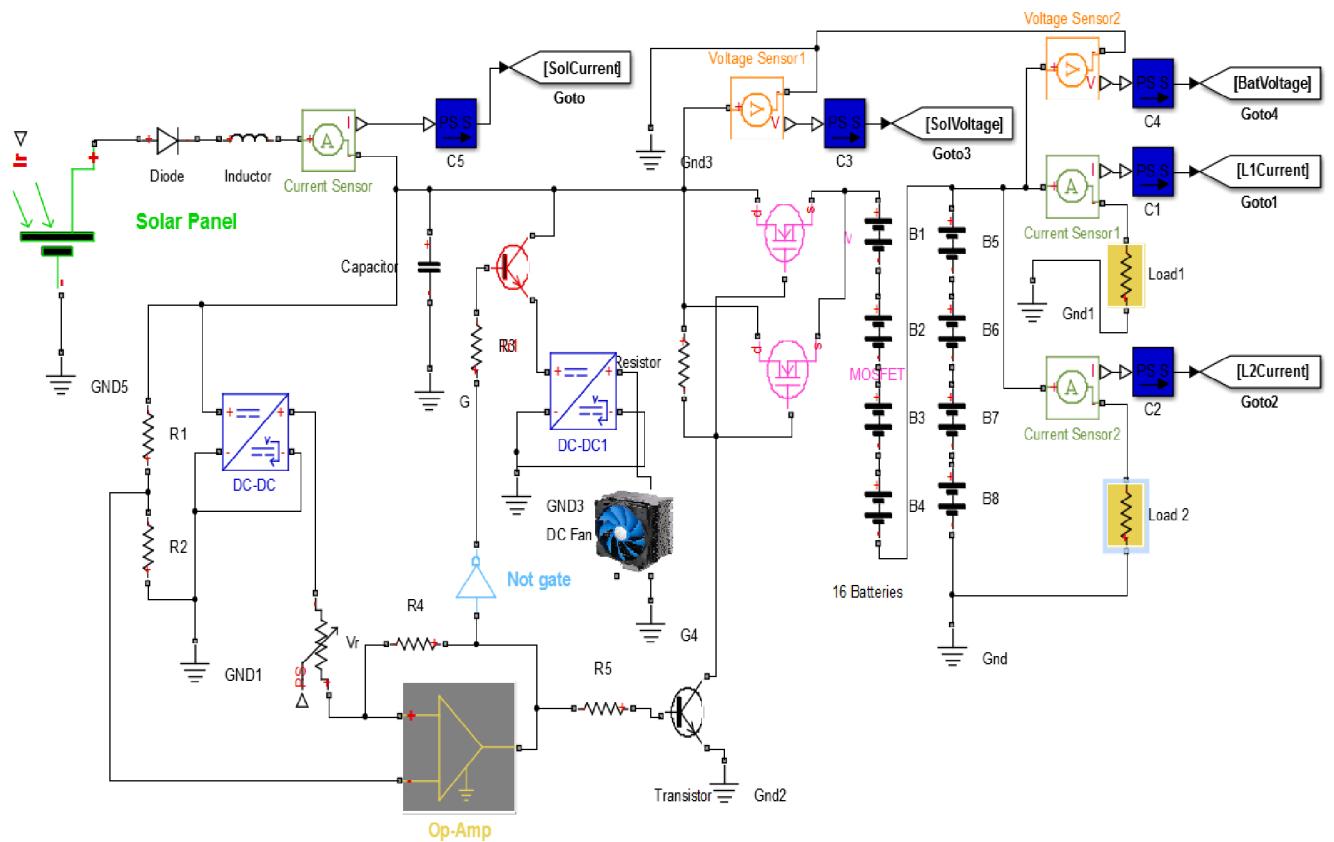 Voltage Sensor2
Voltage Sensor1
[SolCurrent]
Goto
[BatVoltage]
Goto4
PS S
C4
[SolVoltage]
Goto3
PS S
C3
PS S
C5
Gnd3
Ir
Diode
Inductor
Current Sensor
Solar Panel
[L1Current]
Goto1
PS S
C1
Current Sensor1
Load1
Gnd1
Capacitor
B1
B5
B2
B6
MOSFET
Resistor
[L2Current]
Goto2
PS S
C2
Current Sensor2
GND5
G
R1
DC-DC
DC-DC1
B3
B7
B4
B8
GND3
DC Fan
R2
Load 2
Not gate
16 Batteries
R4
G4
Vr
PS
GND1
R5
Gnd
Transistor
Gnd2
Op-Amp